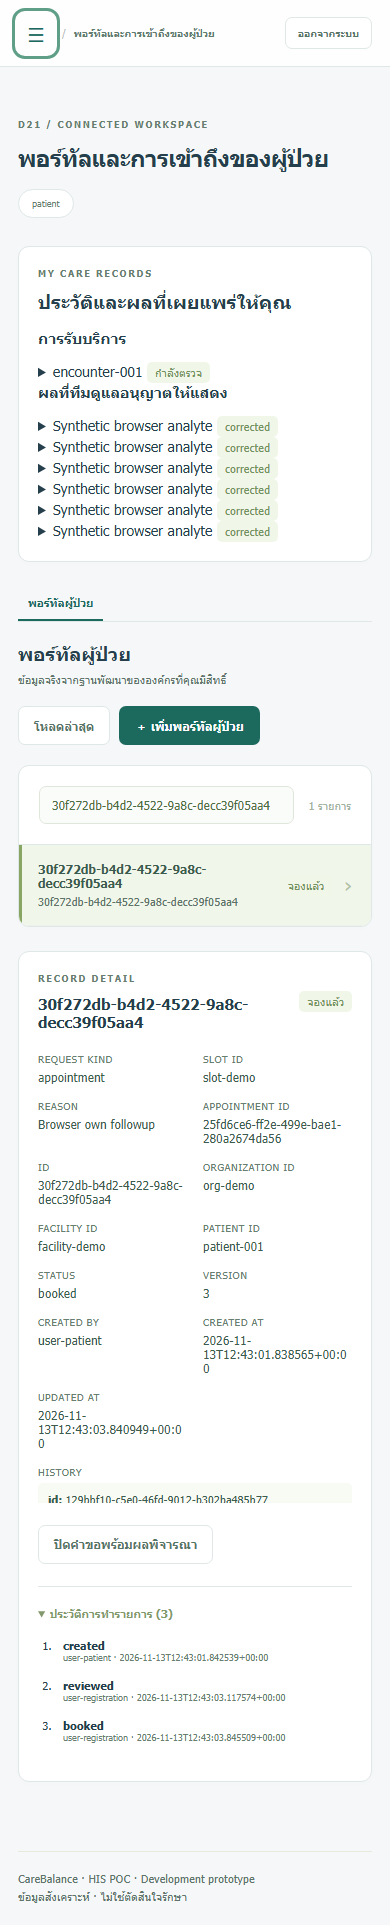 ☰ / พอร์ทัลและการเข้าถึงของผู้ป่วย ออกจากระบบ
D21 / CONNECTED WORKSPACE
พอร์ทัลและการเข้าถึงของผู้ป่วย
patient
MY CARE RECORDS
ประวัติและผลที่เผยแพร่ให้คุณ
การรับบริการ
▶ encounter-001 กำลังตรวจ
ผลที่ทีมดูแลอนุญาตให้แสดง
▶ Synthetic browser analyte corrected
▶ Synthetic browser analyte corrected
▶ Synthetic browser analyte corrected
▶ Synthetic browser analyte corrected
▶ Synthetic browser analyte corrected
▶ Synthetic browser analyte corrected
พอร์ทัลผู้ป่วย
พอร์ทัลผู้ป่วย
ข้อมูลจริงจากฐานพัฒนาขององค์กรที่คุณมีสิทธิ์
โหลดล่าสุด
+ เพิ่มพอร์ทัลผู้ป่วย
30f272db-b4d2-4522-9a8c-decc39f05aa4 1 รายการ
30f272db-b4d2-4522-9a8c-
decc39f05aa4
30f272db-b4d2-4522-9a8c-decc39f05aa4
จองแล้ว >
RECORD DETAIL
30f272db-b4d2-4522-9a8c-
decc39f05aa4
จองแล้ว
REQUEST KIND
appointment
SLOT ID
slot-demo
REASON
Browser own followup
APPOINTMENT ID
25fd6ce6-ff2e-499e-bae1-
280a2674da56
ID
30f272db-b4d2-4522-9a8c-
decc39f05aa4
ORGANIZATION ID
org-demo
FACILITY ID
facility-demo
PATIENT ID
patient-001
STATUS
booked
VERSION
3
CREATED BY
user-patient
CREATED AT
2026-11-
13T12:43:01.838565+00:0
0
UPDATED AT
2026-11-
13T12:43:03.840949+00:0
0
HISTORY
id: 129bbf10-c5e0-46fd-9012-b302ba485b77
ปิดคำขอพร้อมผลพิจารณา
▼ ประวัติการทำรายการ (3)
1. created
user-patient · 2026-11-13T12:43:01.842539+00:00
2. reviewed
user-registration · 2026-11-13T12:43:03.117574+00:00
3. booked
user-registration · 2026-11-13T12:43:03.845509+00:00
CareBalance · HIS POC · Development prototype
ข้อมูลสังเคราะห์ · ไม่ใช้ตัดสินใจรักษา